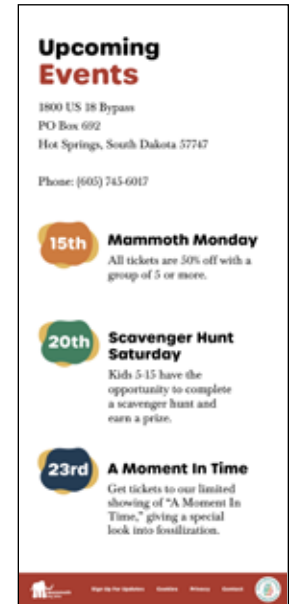 Upcoming
Events
1800 US 18 Bypass
PO Box 692
Hot Springs, South Dakota 57747
Phone: (605) 745-6017
15th
Mammoth Monday
All tickets are 50% off with a
group of 5 or more.
20th
Scavenger Hunt
Saturday
Kids 5-15 have the
opportunity to complete
a scavenger hunt and
earn a prize.
23rd
A Moment In Time
Get tickets to our limited
showing of “A Moment In
Time,” giving a special
look into fossilization.
Sign Up For Updates Cookies Privacy Contact